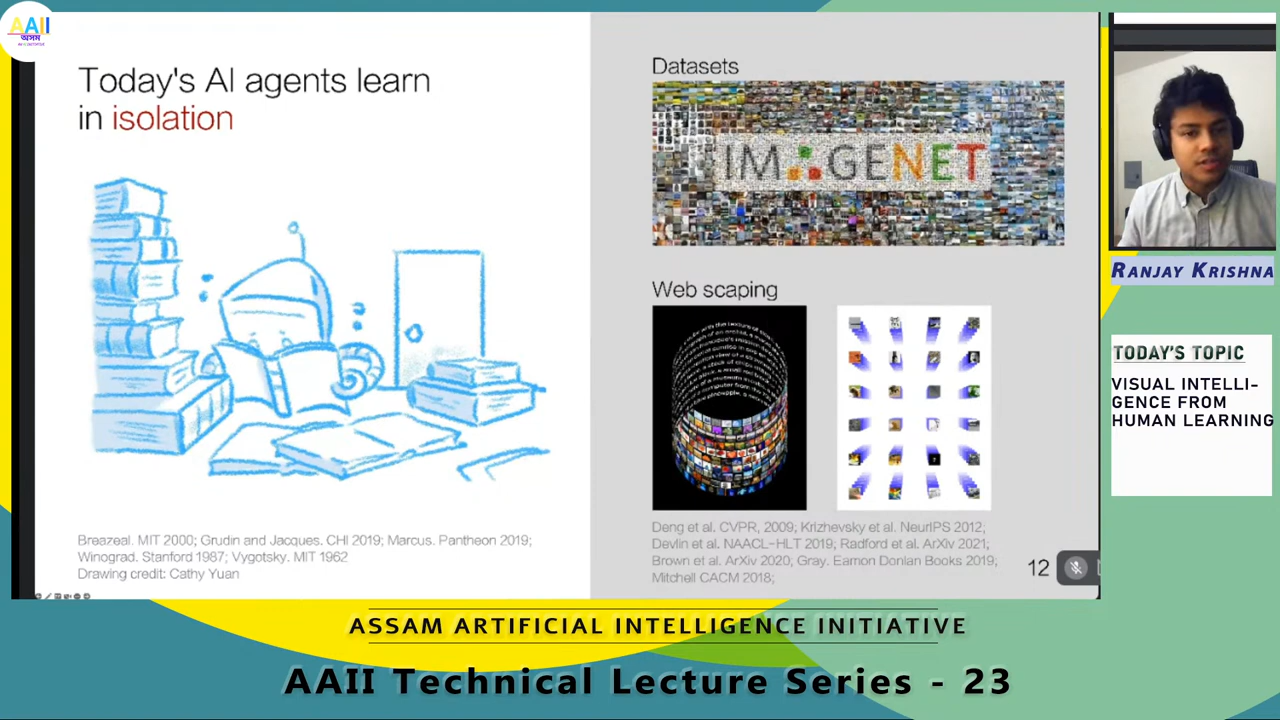 AAII
অসম
Today's AI agents learn
in isolation
Breazeal. MIT 2000; Grudin and Jacques. CHI 2019; Marcus. Pantheon 2019;
Winograd. Stanford 1987; Vygotsky. MIT 1962
Drawing credit: Cathy Yuan
Datasets
IMAGENET
Web scaping
Deng et al. CVPR, 2009; Krizhevsky et al. NeurIPS 2012;
Devlin et al. NAACL-HLT 2019; Radford et al. ArXiv 2021;
Brown et al. ArXiv 2020; Gray. Eamon Donlan Books 2019;
Mitchell CACM 2018;
12
RANJAY KRISHNA
TODAY'S TOPIC
VISUAL INTELLI-
GENCE FROM
HUMAN LEARNING
ASSAM ARTIFICIAL INTELLIGENCE INITIATIVE
AAII Technical Lecture Series - 23